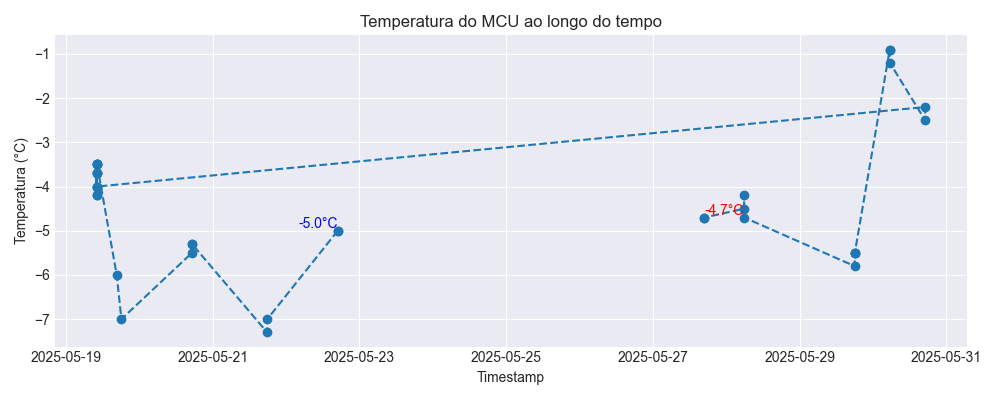 Temperatura do MCU ao longo do tempo
Temperatura (°C)
−1
−2
−3
−4
−5
−6
−7
-5.0°C
-4.7°C
2025-05-19 2025-05-21 2025-05-23 2025-05-25 2025-05-27 2025-05-29 2025-05-31
Timestamp